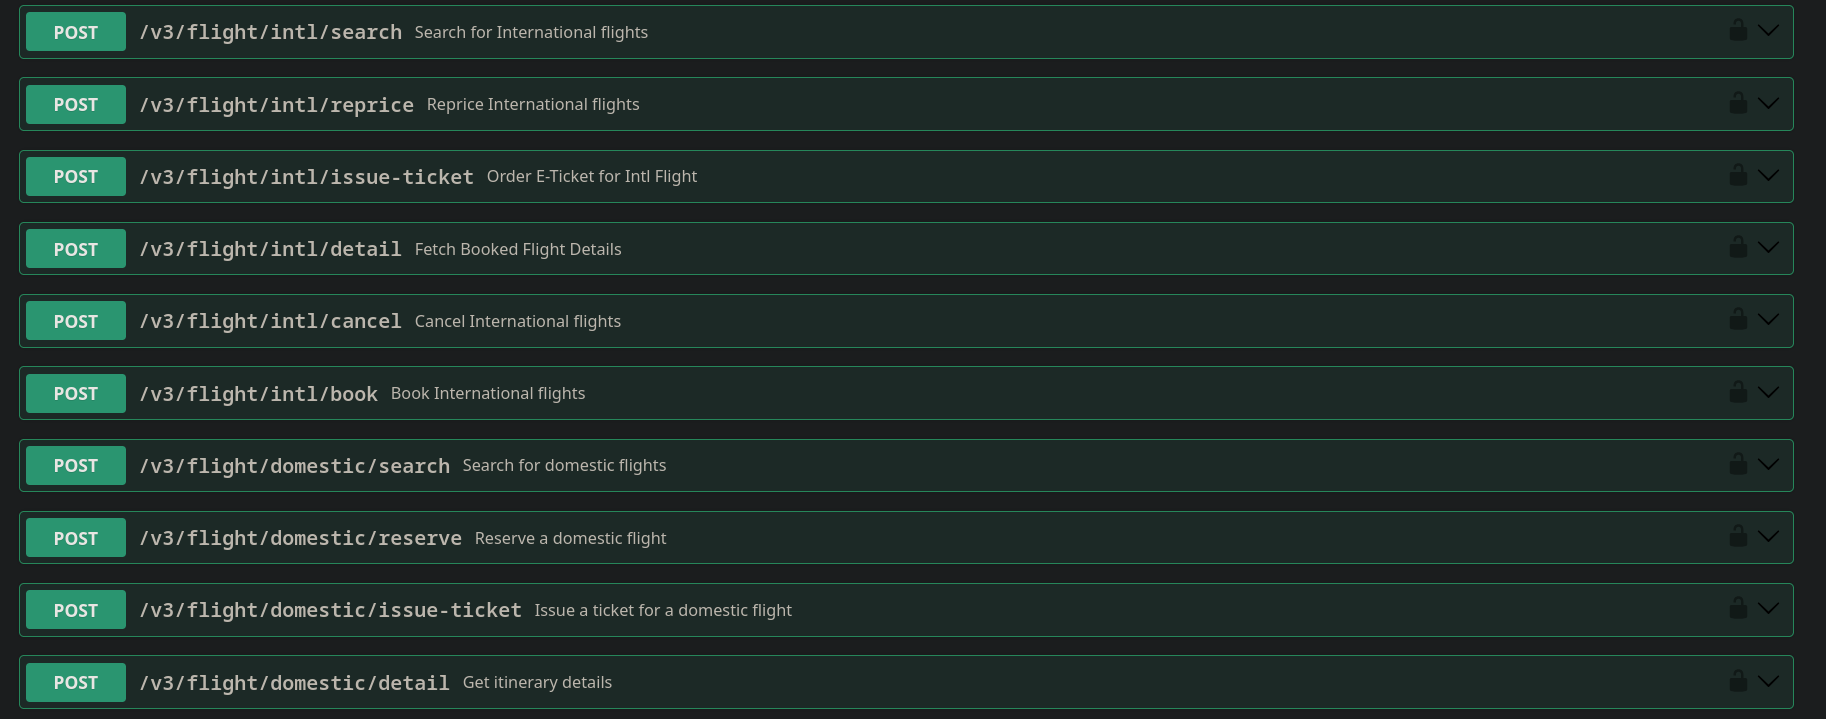 POST /v3/flight/intl/search Search for International flights
POST /v3/flight/intl/reprice Reprice International flights
POST /v3/flight/intl/issue-ticket Order E-Ticket for Intl Flight
POST /v3/flight/intl/detail Fetch Booked Flight Details
POST /v3/flight/intl/cancel Cancel International flights
POST /v3/flight/intl/book Book International flights
POST /v3/flight/domestic/search Search for domestic flights
POST /v3/flight/domestic/reserve Reserve a domestic flight
POST /v3/flight/domestic/issue-ticket Issue a ticket for a domestic flight
POST /v3/flight/domestic/detail Get itinerary details